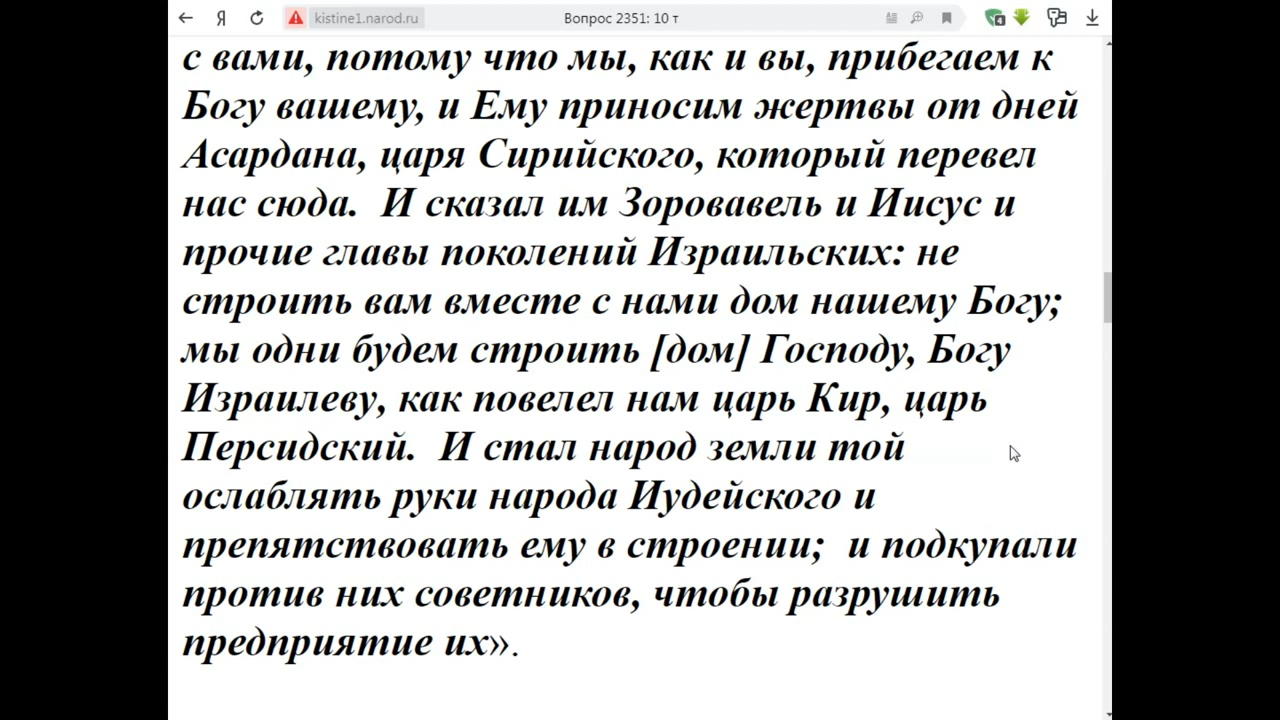 Я
kistine1.narod.ru
Вопрос 2351: 10 т
4
с вами, потому что мы, как и вы, прибегаем к
Богу вашему, и Ему приносим жертвы от дней
Асардана, царя Сирийского, который перевел
нас сюда.  И сказал им Зоровавель и Иисус и
прочие главы поколений Израильских: не
строить вам вместе с нами дом нашему Богу;
мы одни будем строить [дом] Господу, Богу
Израилеву, как повелел нам царь Кир, царь
Персидский.  И стал народ земли той
ослаблять руки народа Иудейского и
препятствовать ему в строении;  и подкупали
против них советников, чтобы разрушить
предприятие их».